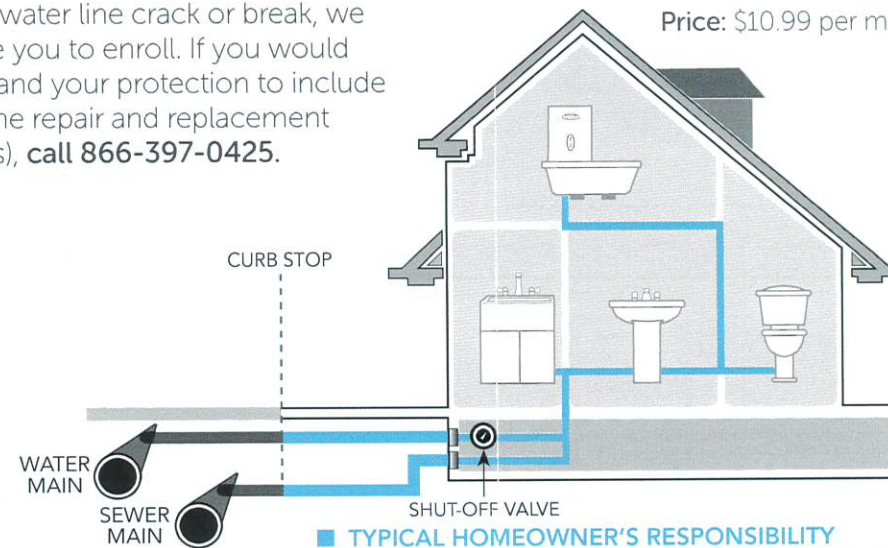 water line crack or break, we
you to enroll. If you would
and your protection to include
repair and replacement
call 866-397-0425.
Price: $10.99 per
CURB STOP
WATER
MAIN
SEWER
MAIN
SHUT-OFF VALVE
TYPICAL HOMEOWNER'S RESPONSIBILITY